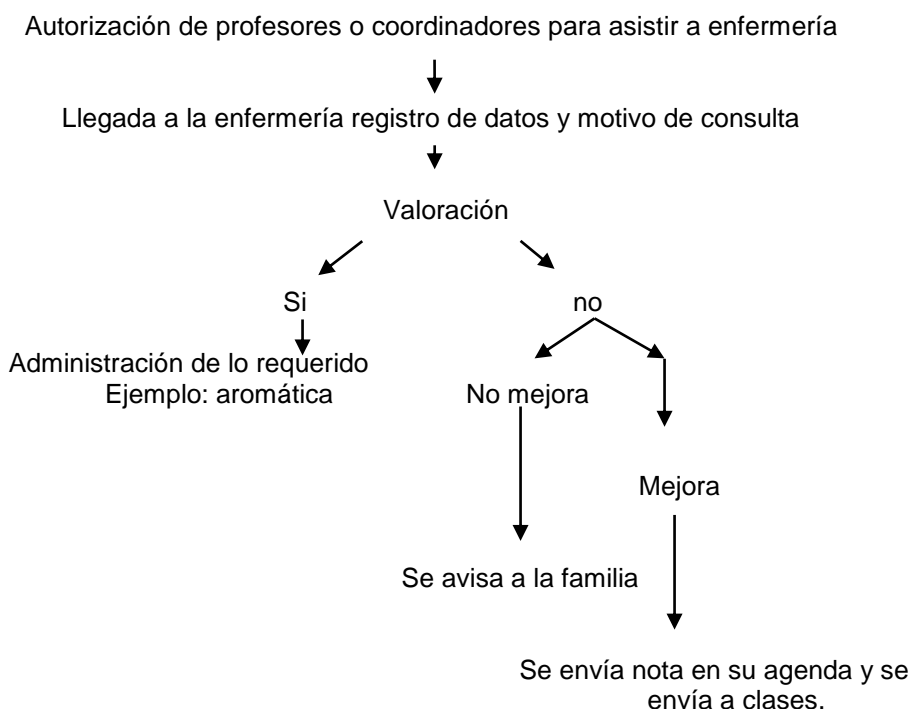 Autorización de profesores o coordinadores para asistir a enfermería
Llegada a la enfermería registro de datos y motivo de consulta
Valoración
Si
no
Administración de lo requerido
Ejemplo: aromática
No mejora
Mejora
Se avisa a la familia
Se envía nota en su agenda y se
envía a clases.